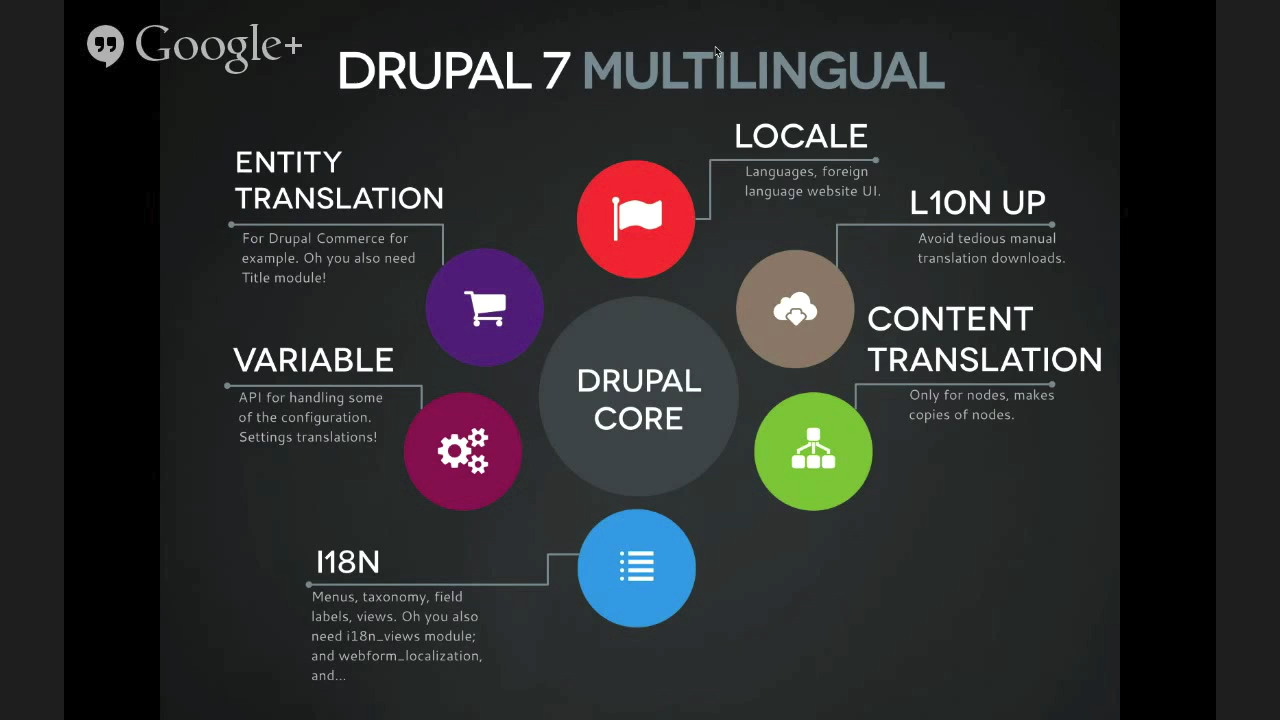 Google+
DRUPAL 7 MULTILINGUAL
LOCALE
Languages, foreign
language website UI.
ENTITY
TRANSLATION
For Drupal Commerce for
example. Oh you also need
Title module!
L10N UP
Avoid tedious manual
translation downloads.
CONTENT
TRANSLATION
Only for nodes, makes
copies of nodes.
VARIABLE
API for handling some
of the configuration.
Settings translations!
DRUPAL
CORE
I18N
Menus, taxonomy, field
labels, views. Oh you also
need i18n_views module;
and webform_localization,
and...